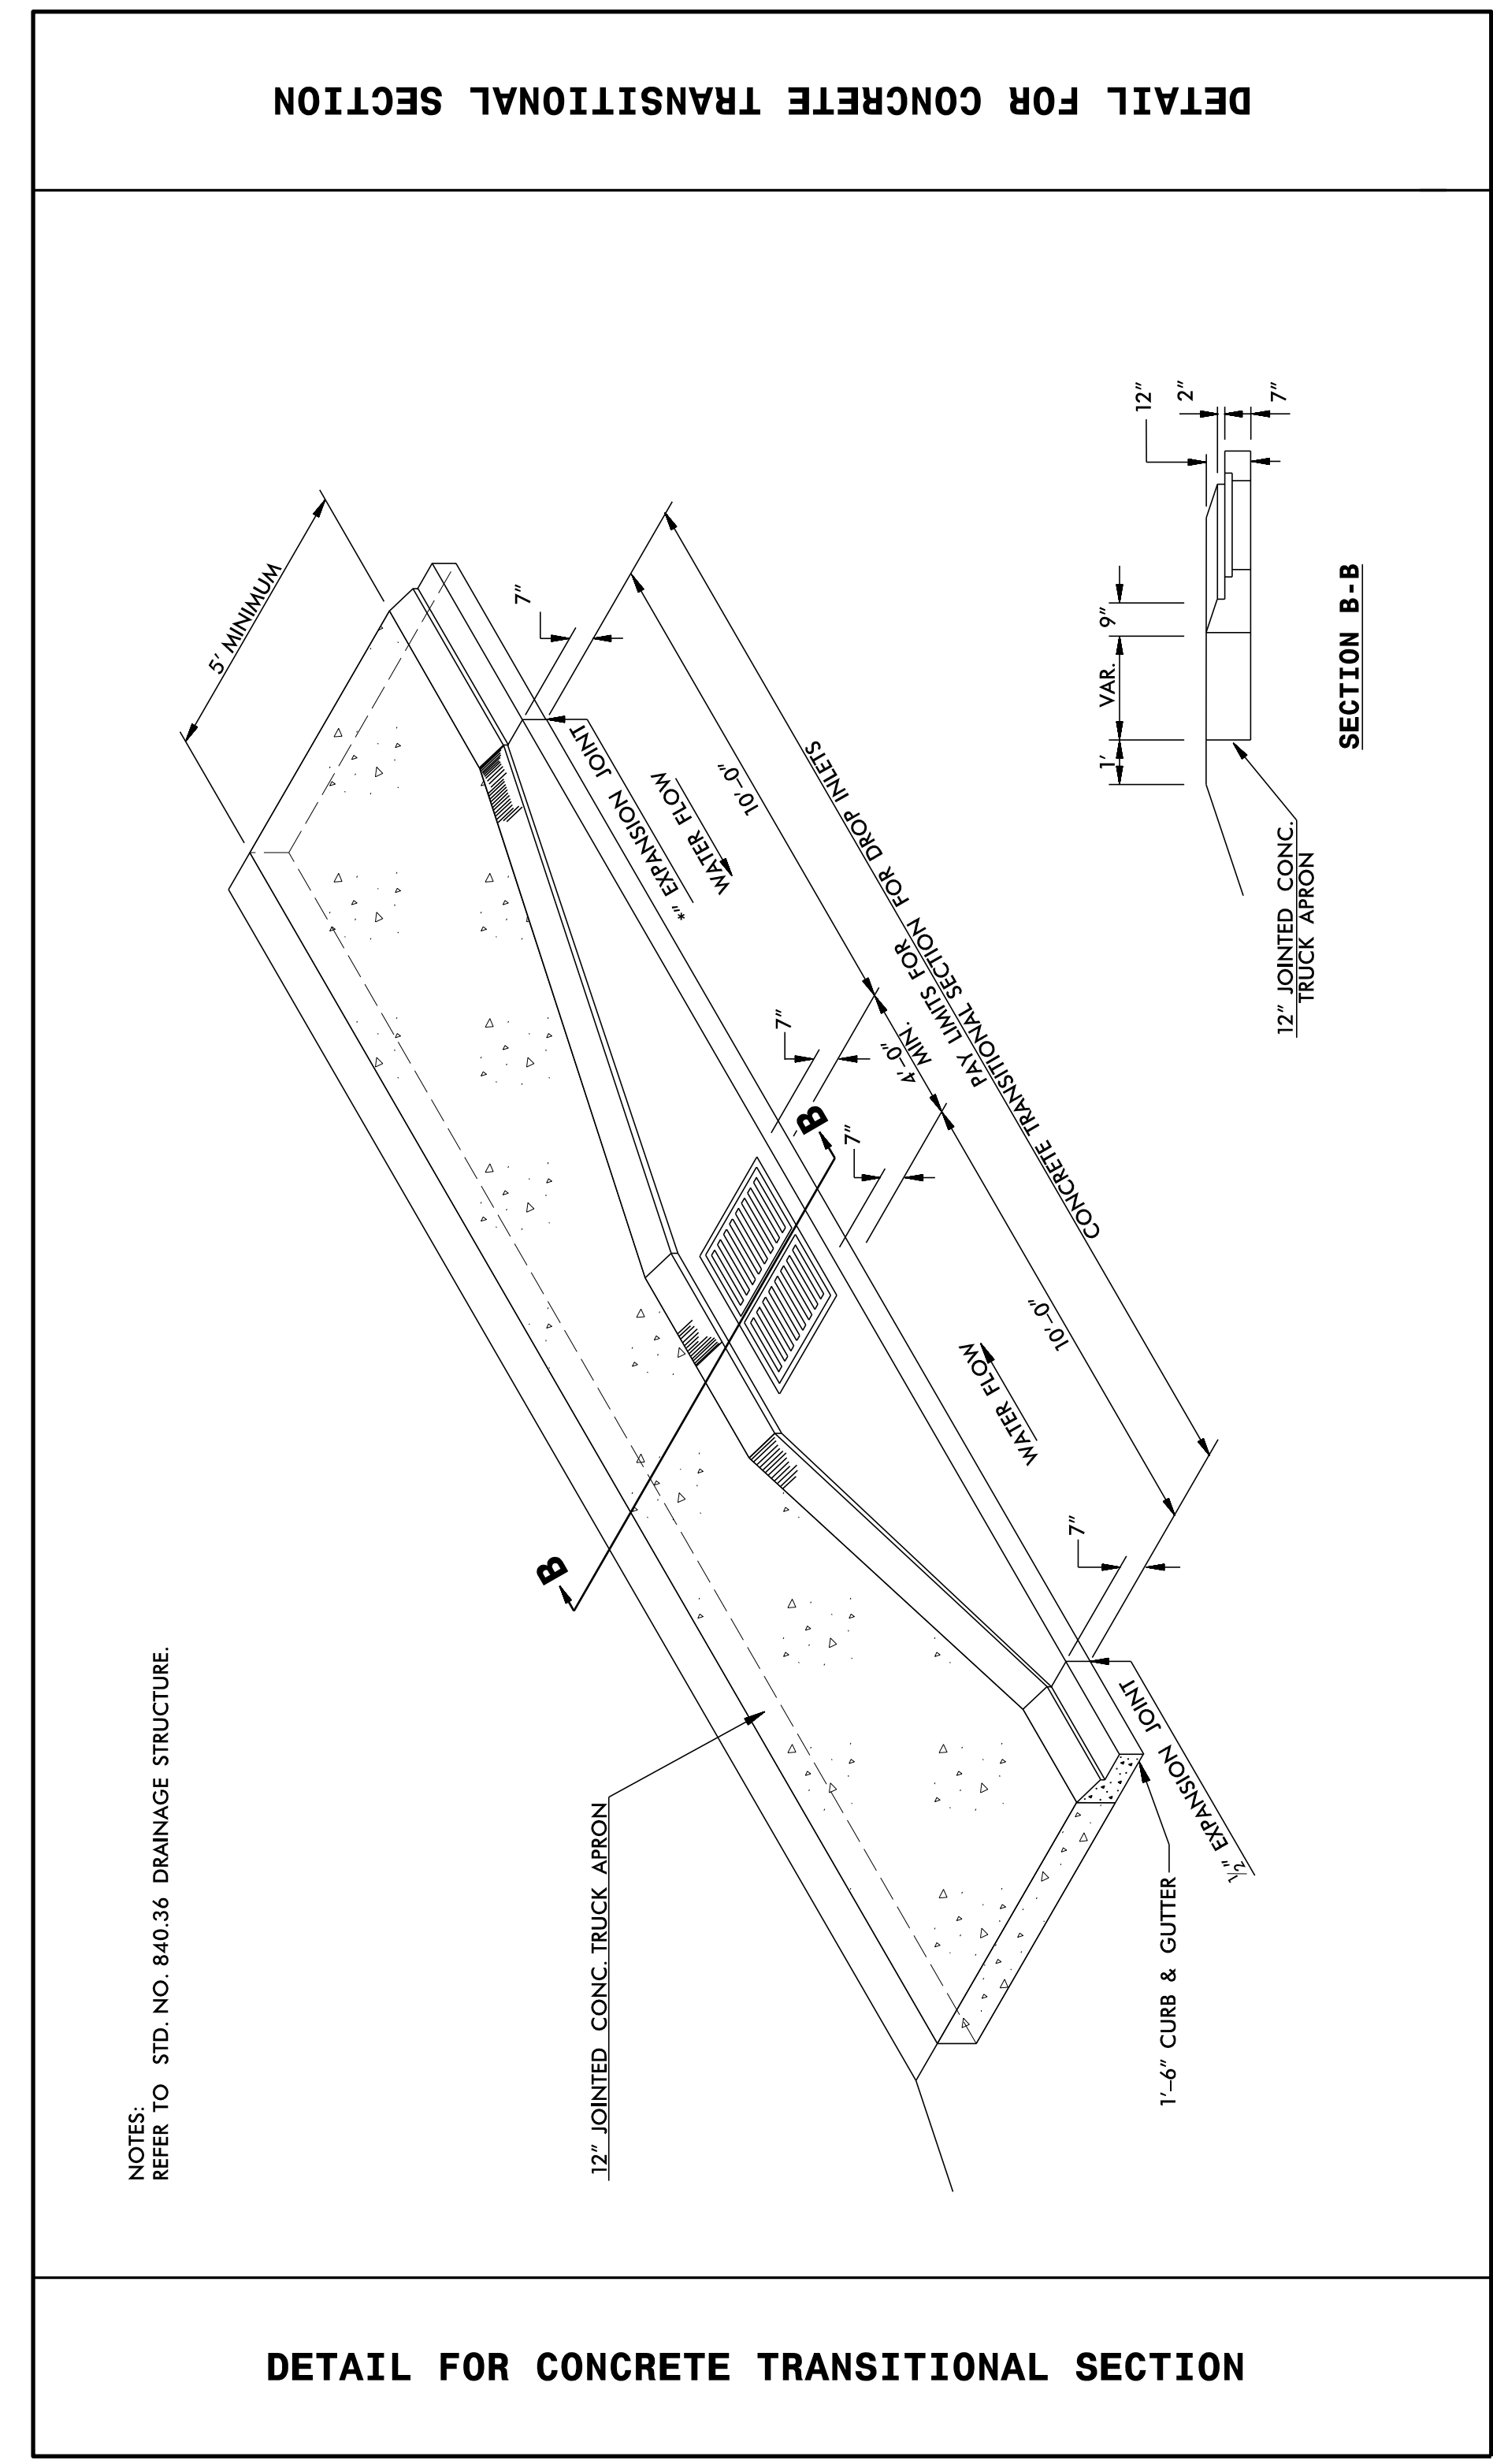 DETAIL FOR CONCRETE TRANSITIONAL SECTION
NOTES:
REFER TO STD. NO. 840.36 DRAINAGE STRUCTURE.
5' MINIMUM
7"
*" EXPANSION JOINT
WATER FLOW
10'-0"
PAY LIMITS FOR
CONCRETE TRANSITIONAL SECTION FOR DROP INLETS
7"
4'-0"
MIN.
B
7"
10'-0"
WATER FLOW
7"
B
12" JOINTED CONC. TRUCK APRON
1'-6" CURB & GUTTER
½" EXPANSION JOINT
12"
2"
7"
9"
VAR.
1'
12" JOINTED CONC.
TRUCK APRON
SECTION B-B
DETAIL FOR CONCRETE TRANSITIONAL SECTION